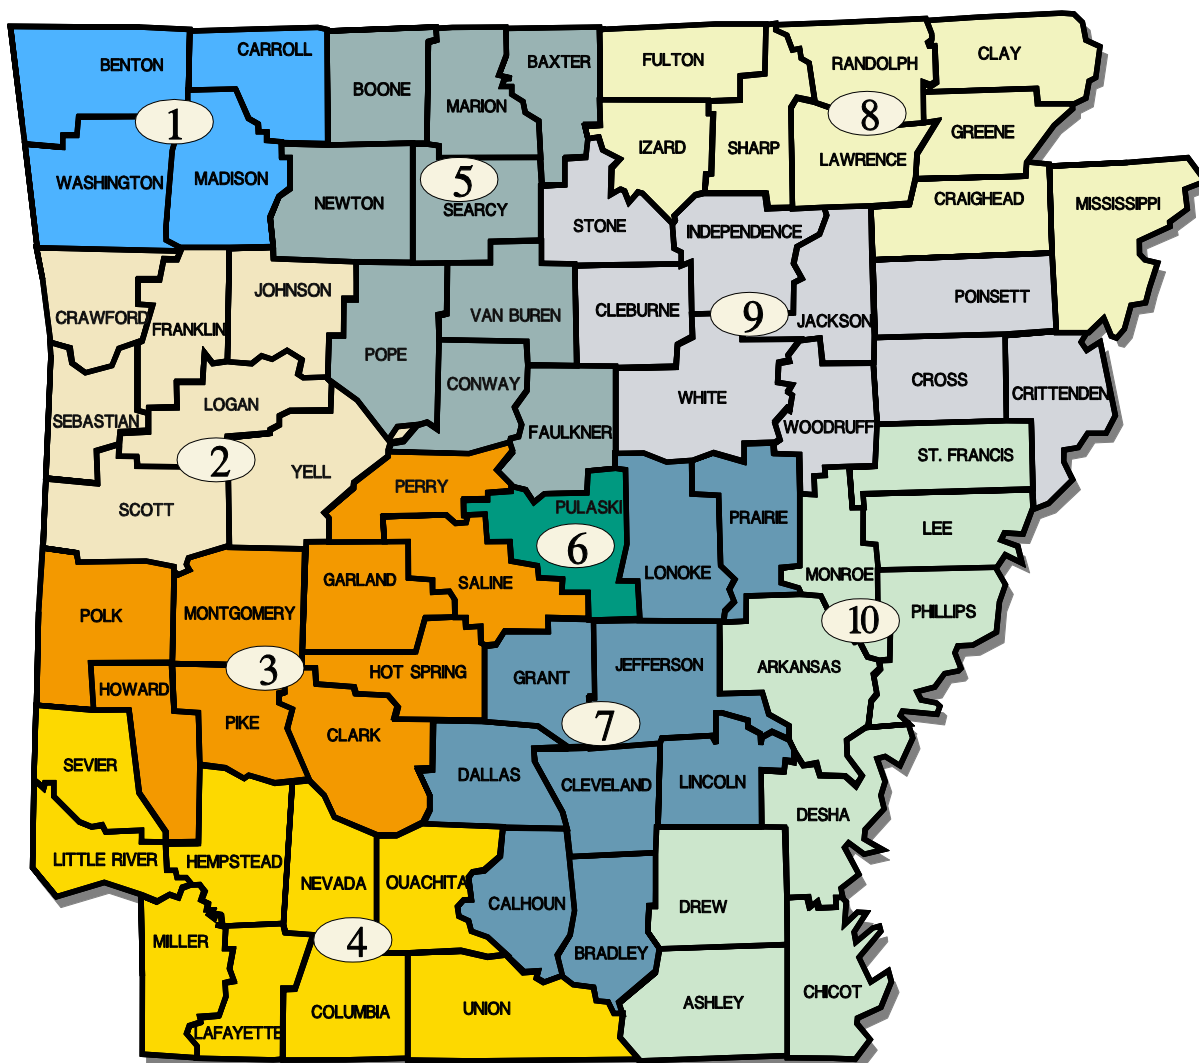 CARROLL
BENTON
BAXTER
FULTON
RANDOLPH
CLAY
BOONE
MARION
1
8
GREENE
IZARD
SHARP
LAWRENCE
WASHINGTON
MADISON
5
NEWTON
SEARCY
CRAIGHEAD
MISSISSIPPI
STONE
INDEPENDENCE
JOHNSON
POINSETT
CRAWFORD
FRANKLIN
VAN BUREN
CLEBURNE
9
JACKSON
POPE
CONWAY
CROSS
CRITTENDEN
LOGAN
WHITE
SEBASTIAN
FAULKNER
WOODRUFF
2
YELL
ST. FRANCIS
PERRY
SCOTT
PULASKI
PRAIRIE
LEE
6
GARLAND
SALINE
LONOKE
MONROE
POLK
MONTGOMERY
PHILLIPS
10
3
HOT SPRING
GRANT
JEFFERSON
ARKANSAS
HOWARD
PIKE
CLARK
7
SEVIER
DALLAS
CLEVELAND
LINCOLN
DESHA
LITTLE RIVER
HEMPSTEAD
NEVADA
OUACHITA
CALHOUN
DREW
MILLER
4
BRADLEY
CHICOT
LAFAYETTE
COLUMBIA
UNION
ASHLEY